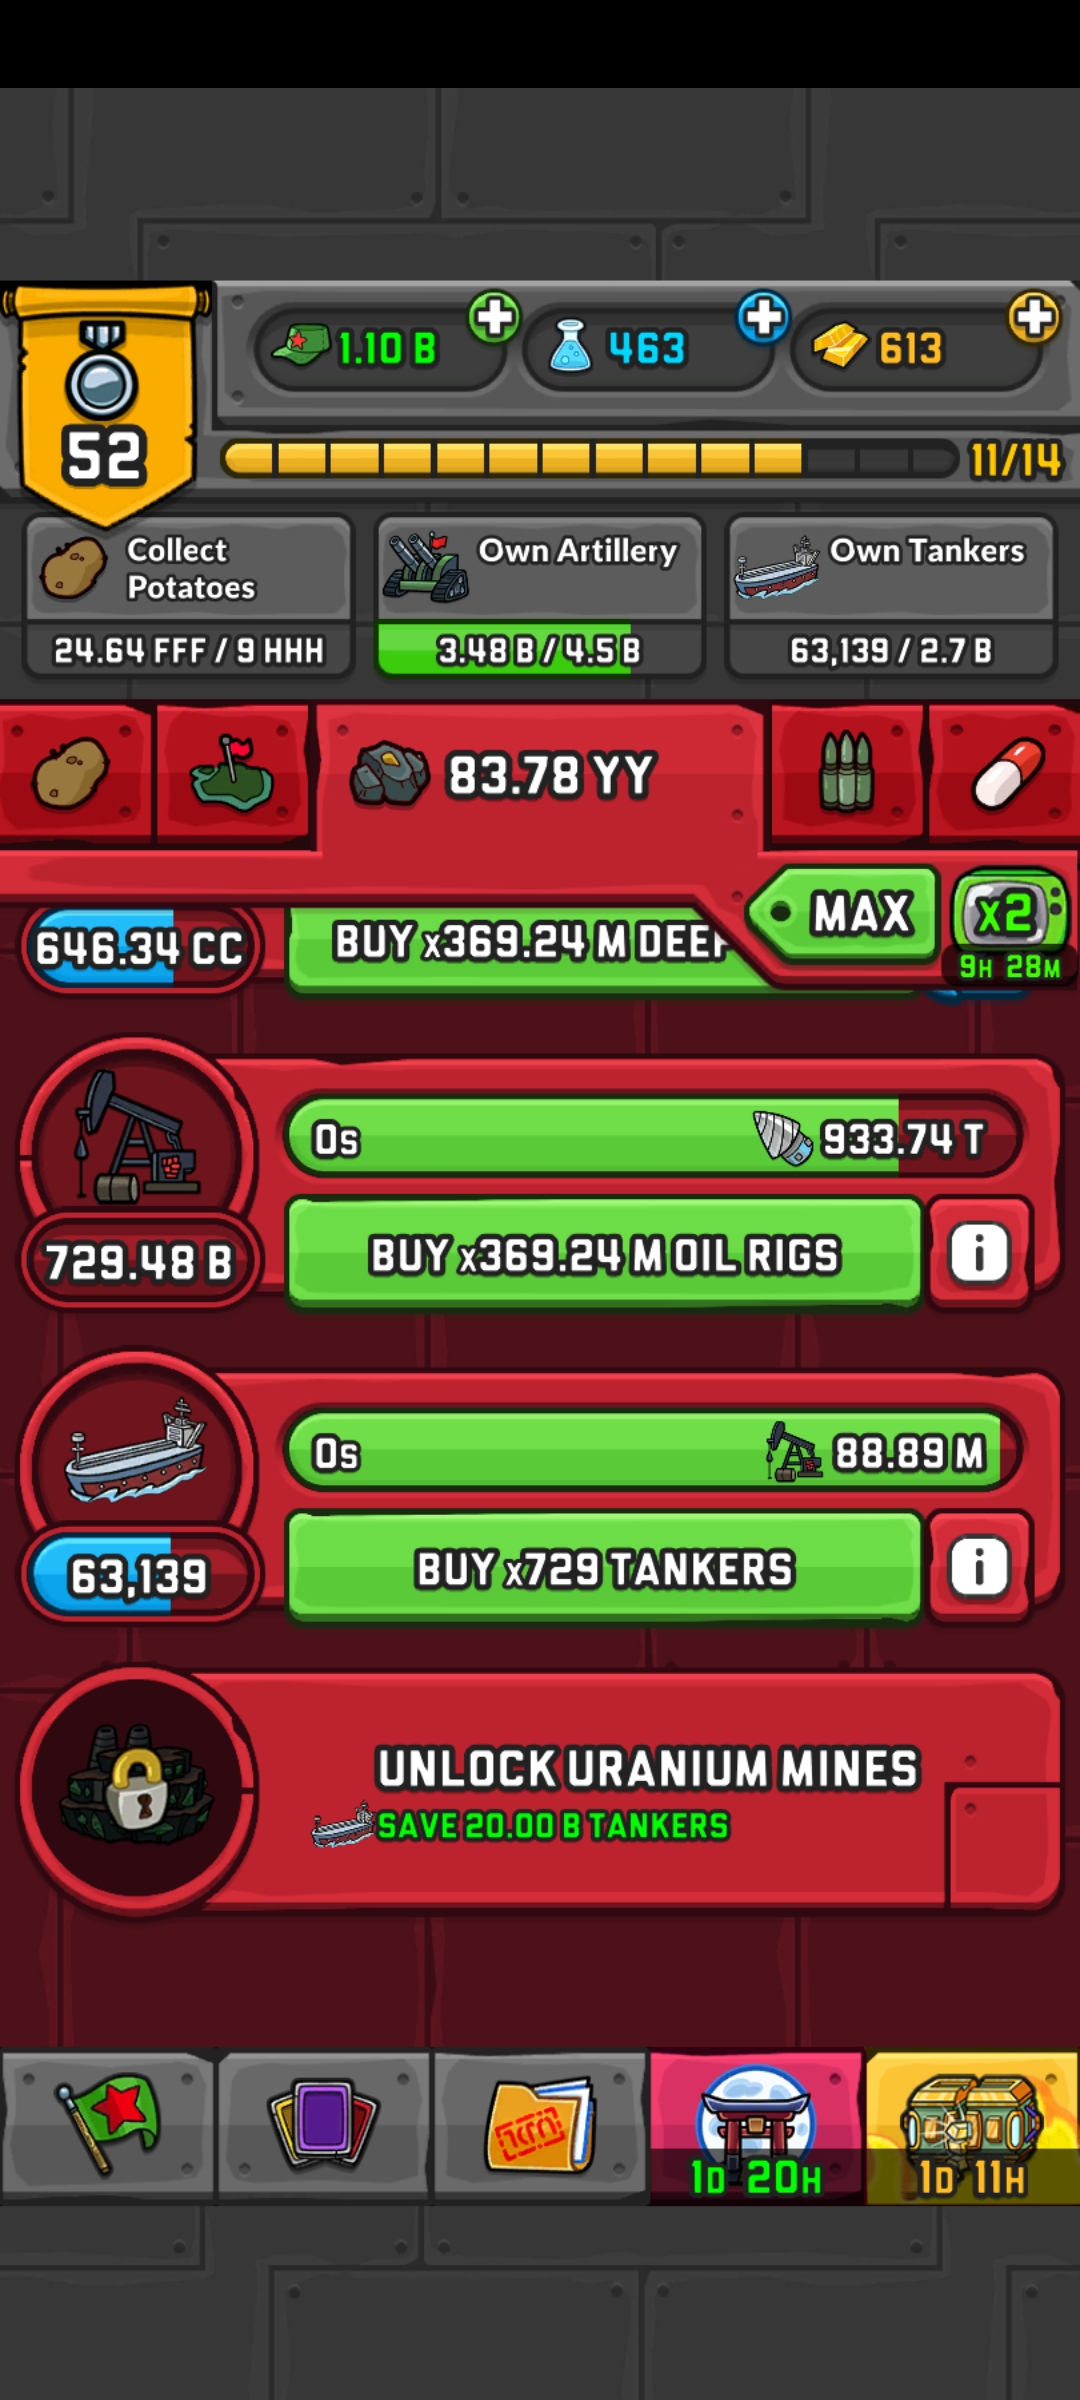 1.10 B
463
613
52
11/14
Collect
Potatoes
24.64 FFF / 9 HHH
Own Artillery
3.48 B / 4.5 B
Own Tankers
63,139 / 2.7 B
83.78 YY
MAX
x2
9H 28M
646.34 CC
BUY x369.24 M DEEP
0s
933.74 T
729.48 B
BUY x369.24 M OIL RIGS
i
0s
88.89 M
63,139
BUY x729 TANKERS
i
UNLOCK URANIUM MINES
SAVE 20.00 B TANKERS
1D 20H
1D 11H